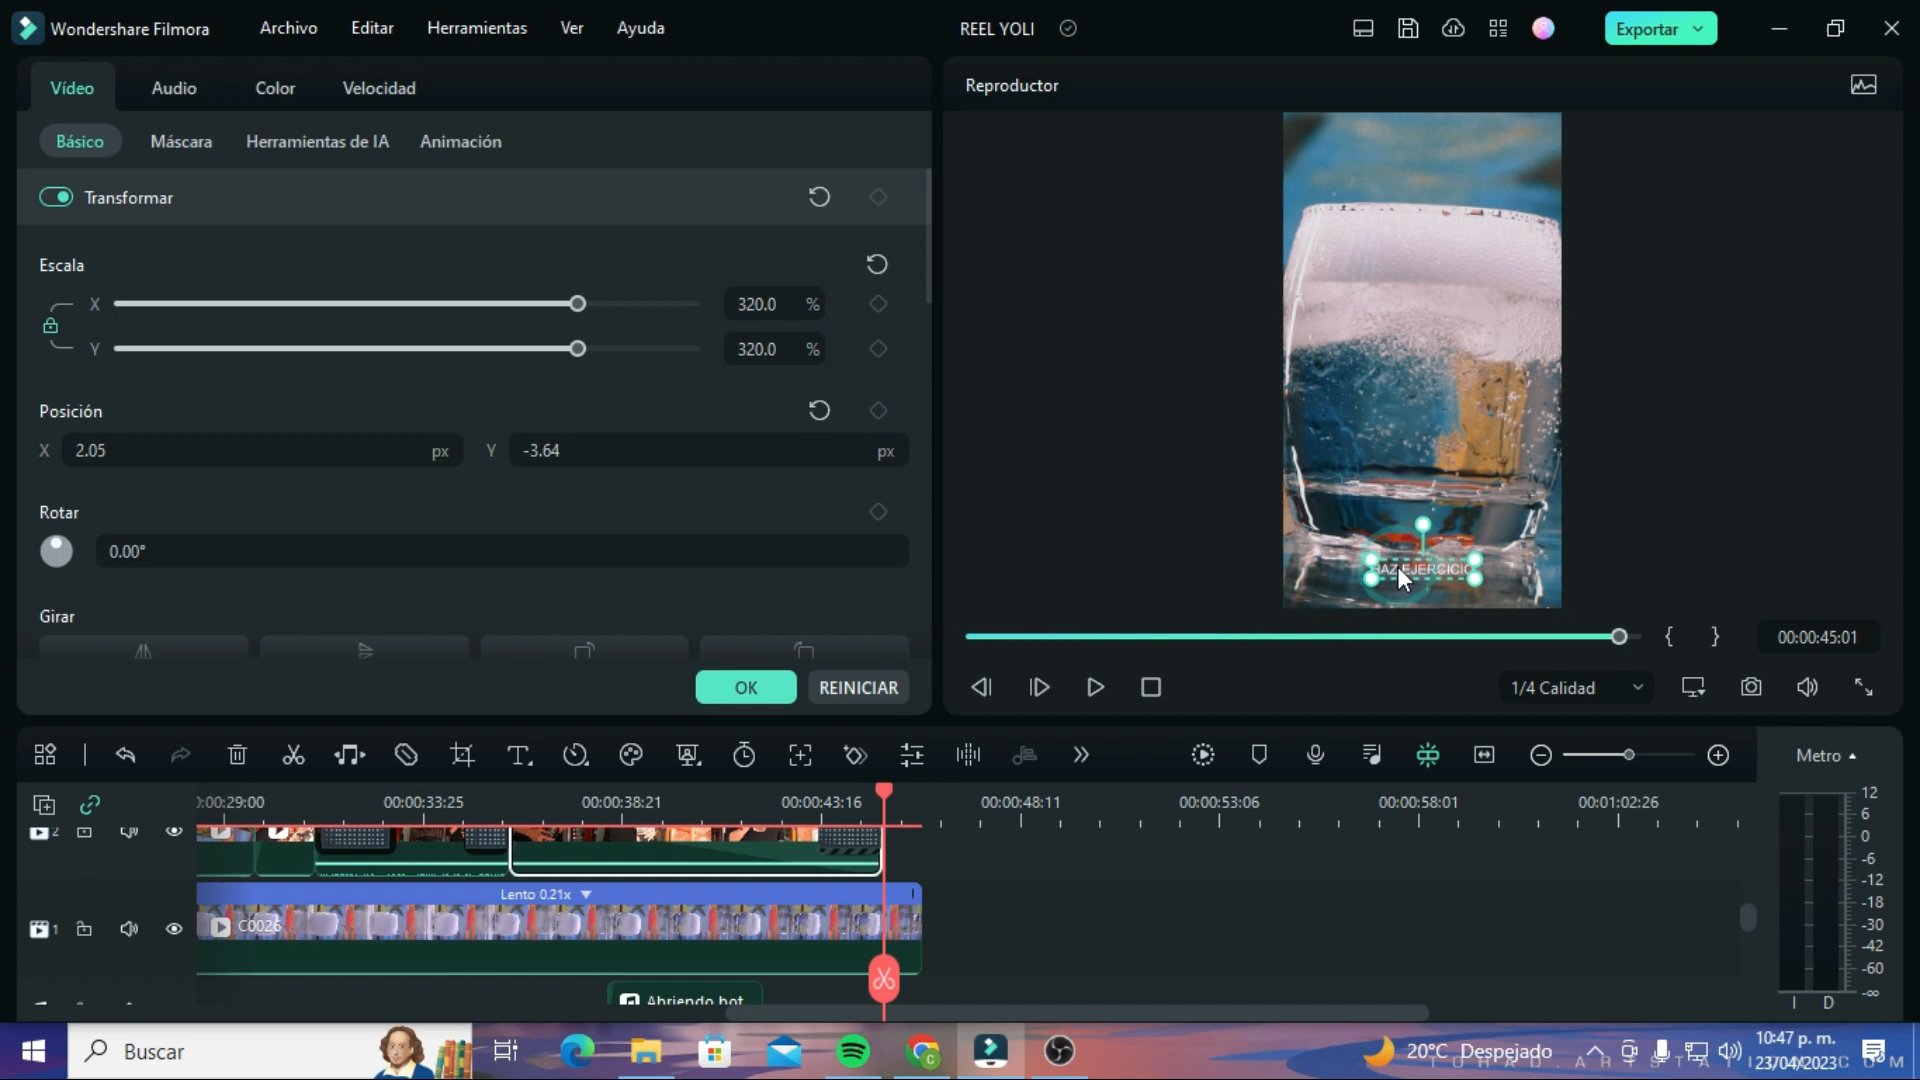 Wondershare Filmora
Archivo
Editar
Herramientas
Ver
Ayuda
REEL YOLI
Exportar
Vídeo
Audio
Color
Velocidad
Básico
Máscara
Herramientas de IA
Animación
Transformar
Escala
X
320.0 %
Y
320.0 %
Posición
X 2.05 px
Y -3.64 px
Rotar
0.00°
Girar
OK
REINICIAR
Reproductor
HAZ EJERCICIO
{ }
00:00:45:01
1/4 Calidad
Metro
00:00:33:25
00:00:38:21
00:00:43:16
00:00:48:11
00:00:53:06
00:00:58:01
00:01:02:26
2
Lento 0.21x
C0026
1
Abriendo bot
12
6
0
-6
-12
-18
-30
-42
-60
-∞
I D
Buscar
20°C Despejado
10:47 p. m.
23/04/2023